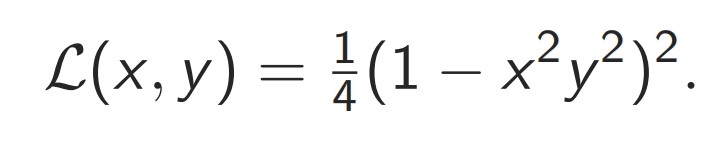 ℒ(x, y) = ¼(1 − x²y²)².